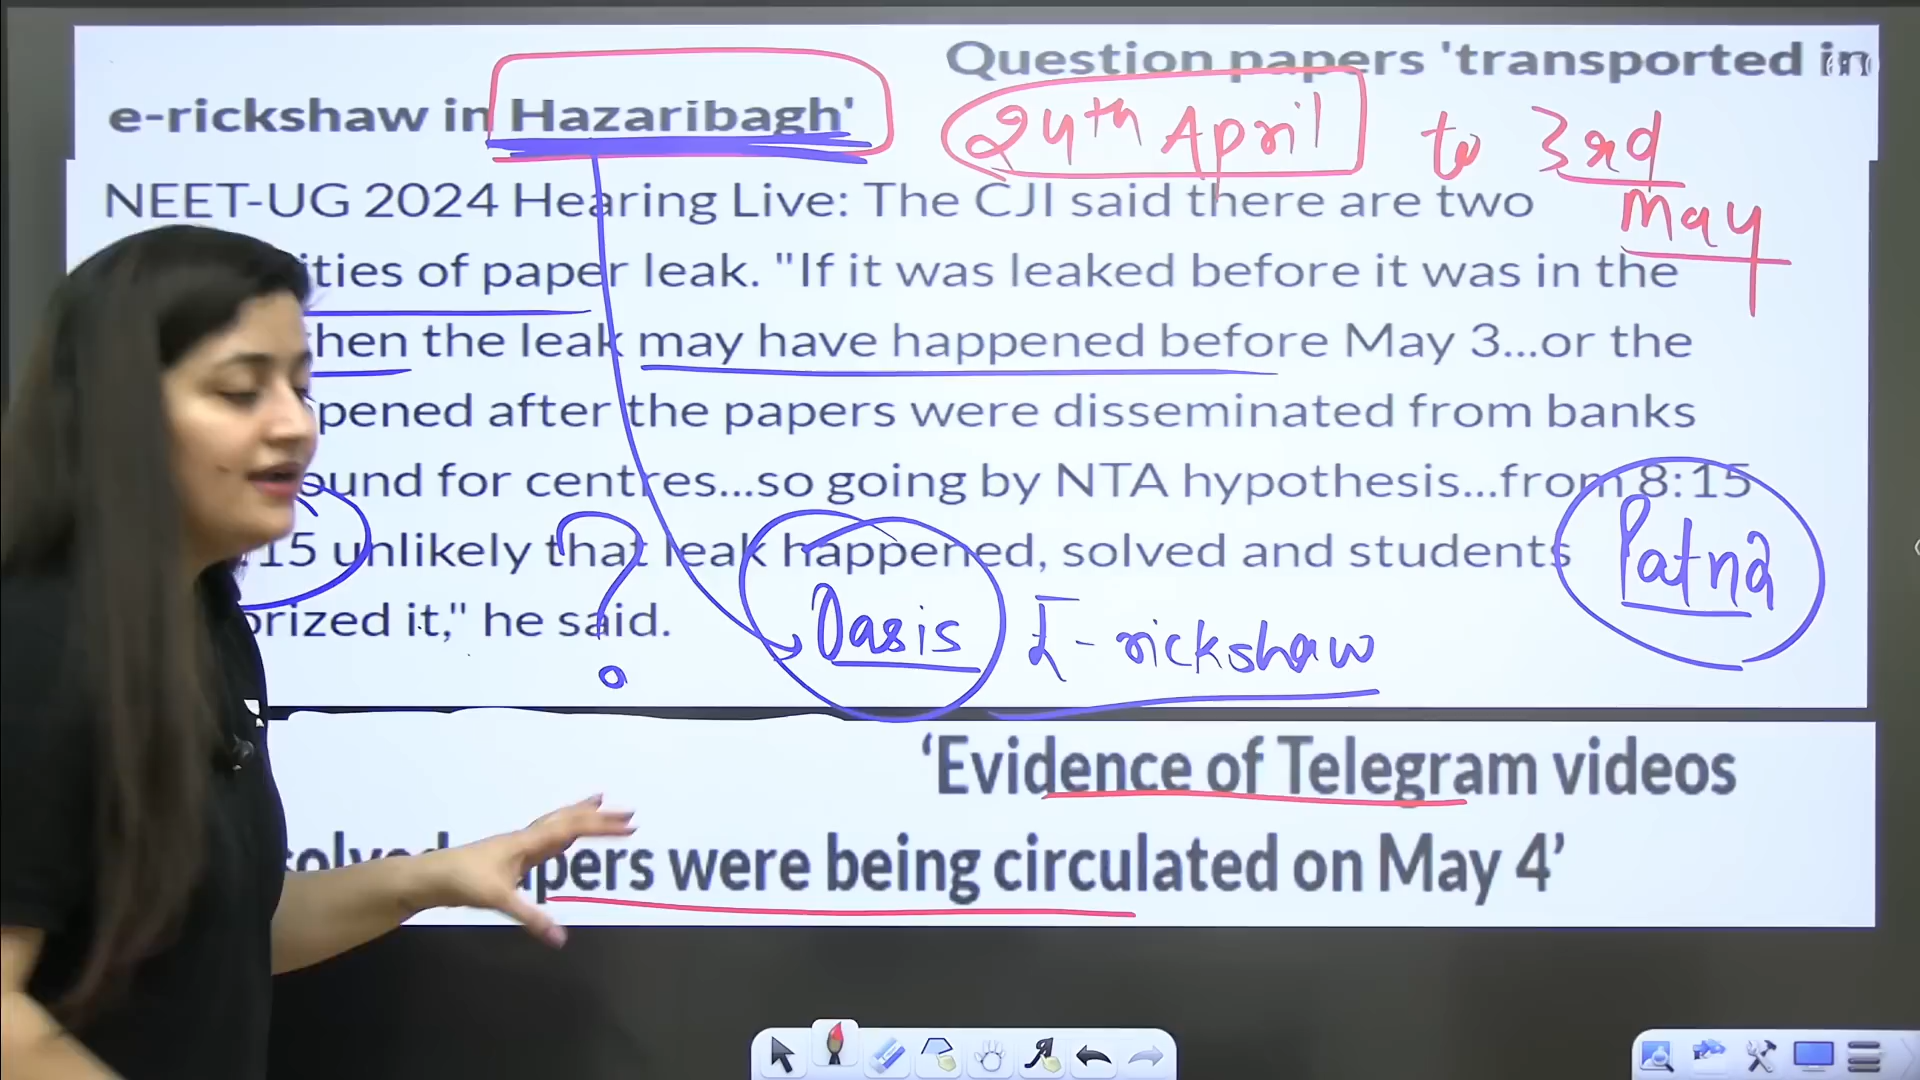 Question papers 'transported in
e-rickshaw in Hazaribagh'
24th April to 3rd
May
NEET-UG 2024 Hearing Live: The CJI said there are two
ities of paper leak. "If it was leaked before it was in the
hen the leak may have happened before May 3...or the
pened after the papers were disseminated from banks
ound for centres...so going by NTA hypothesis...from 8:15
15 unlikely that leak happened, solved and students
Patna
orized it," he said.
?
Oasis E-rickshaw
'Evidence of Telegram videos
solved papers were being circulated on May 4'